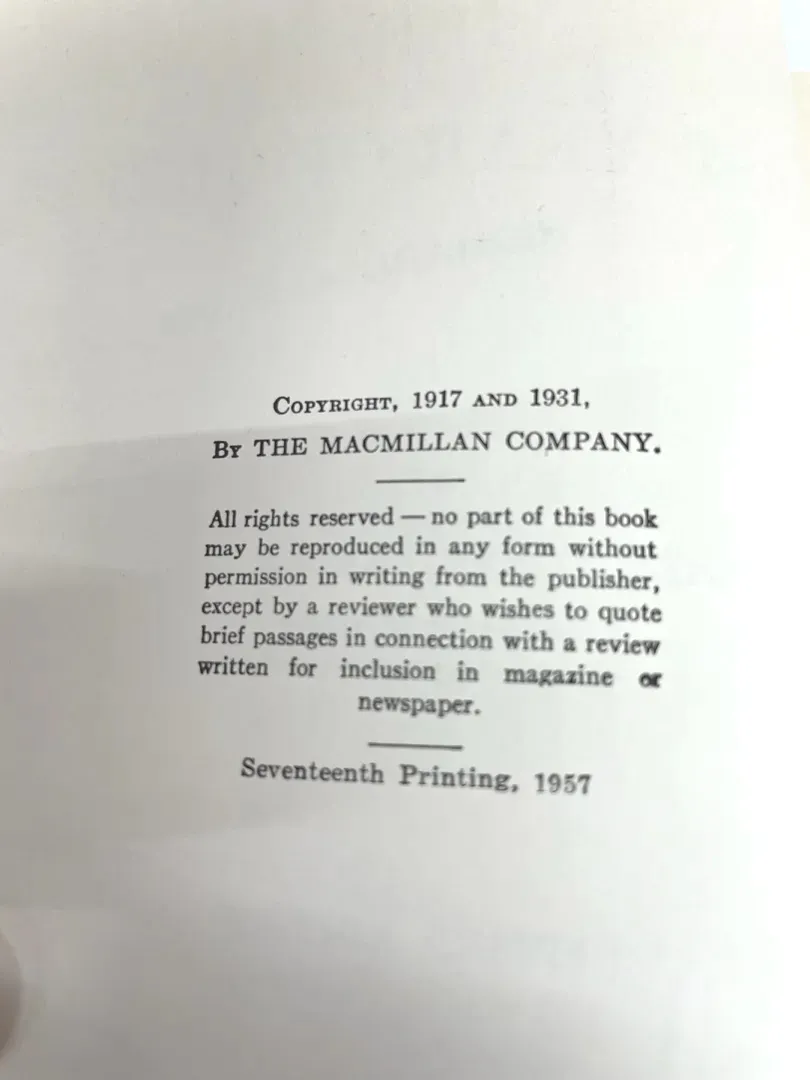 COPYRIGHT, 1917 AND 1931,
BY THE MACMILLAN COMPANY.
All rights reserved — no part of this book
may be reproduced in any form without
permission in writing from the publisher,
except by a reviewer who wishes to quote
brief passages in connection with a review
written for inclusion in magazine or
newspaper.
Seventeenth Printing, 1957